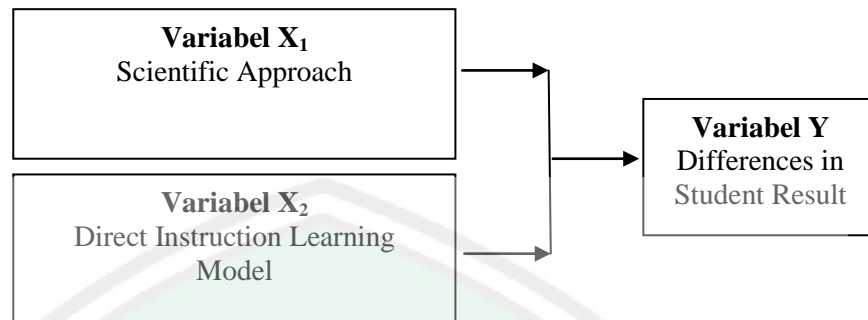 Variabel X₁
Scientific Approach
Variabel X₂
Direct Instruction Learning
Model
Variabel Y
Differences in
Student Result